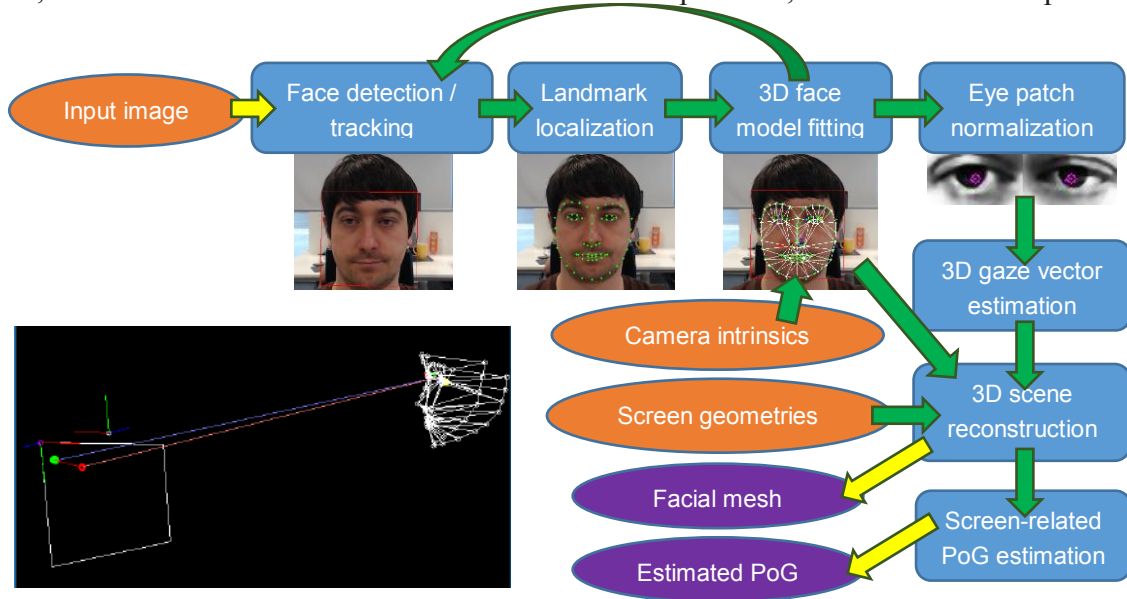 Input image
Face detection /
tracking
Landmark
localization
3D face
model fitting
Eye patch
normalization
3D gaze vector
estimation
Camera intrinsics
Screen geometries
3D scene
reconstruction
Facial mesh
Screen-related
PoG estimation
Estimated PoG